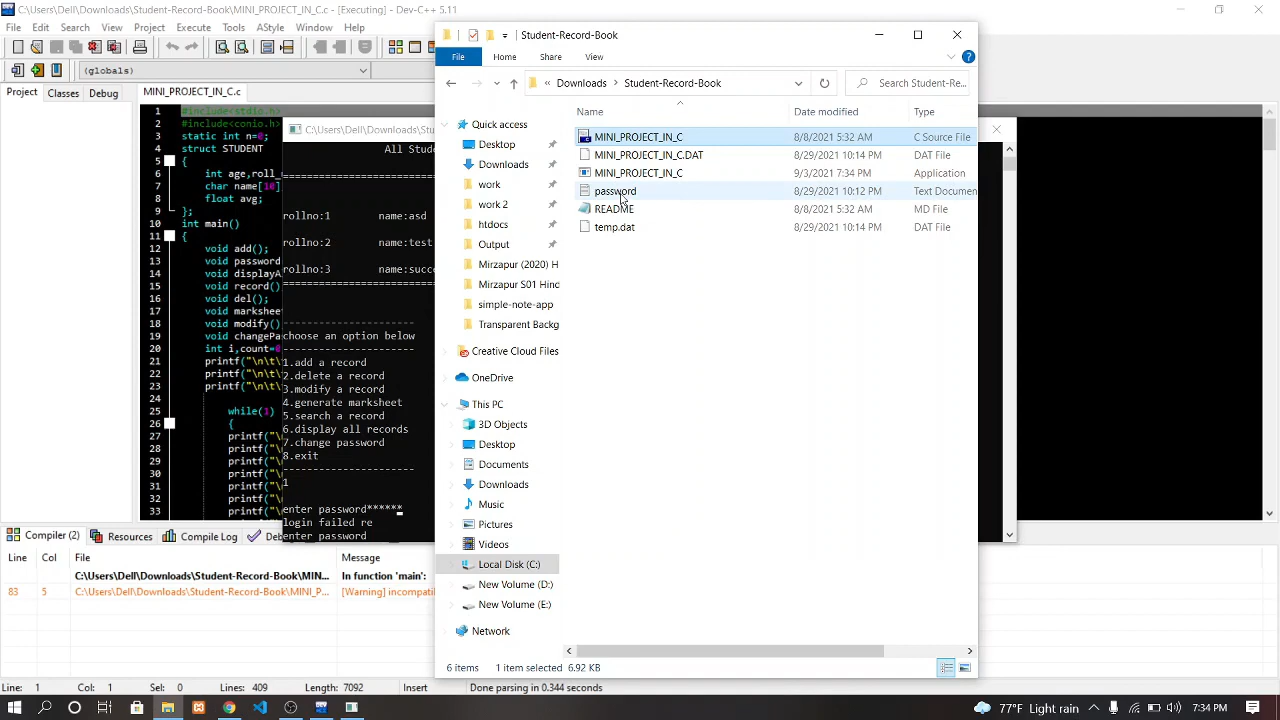 C:\Users\Dell\Downloads\Student-Record-Book\MINI_PROJECT_IN_C.c - [Executing] - Dev-C++ 5.11
File Edit Search View Project Execute Tools AStyle Window Help
(globals)
Project Classes Debug
MINI_PROJECT_IN_C.c
1 #include<stdio.h>
2 #include<conio.h>
3 static int n=0;
4 struct STUDENT
5 {
6 int age,roll_
7 char name[10]
8 float avg;
9 };
10 int main()
11 {
12 void add();
13 void password
14 void displayA
15 void record()
16 void del();
17 void marksheet
18 void modify()
19 void changePa
20 int i,count=0
21 printf("\n\t\
22 printf("\n\t\
23 printf("\n\t\
25 while(1)
26 {
27 printf("\
28 printf("\
29 printf("\
30 printf("\
31 printf("\
32 printf("\
33 printf("\
C:\Users\Dell\Downloads\Student
All Stude
rollno:1 name:asd
rollno:2 name:test
rollno:3 name:succe
choose an option below
1.add a record
2.delete a record
3.modify a record
4.generate marksheet
5.search a record
6.display all records
7.change password
8.exit
1
enter password******
login failed re
enter password
Student-Record-Book
File Home Share View
« Downloads > Student-Record-Book
Search Student-Re...
Name Date modified Type
MINI_PROJECT_IN_C 8/8/2021 5:32 AM C Source File
MINI_PROJECT_IN_C.DAT 8/29/2021 10:14 PM DAT File
MINI_PROJECT_IN_C 9/3/2021 7:34 PM Application
password 8/29/2021 10:12 PM Text Documen
README 8/8/2021 5:32 AM MD File
temp.dat 8/29/2021 10:14 PM DAT File
Quick access
Desktop
Downloads
work
work 2
htdocs
Output
Mirzapur (2020) H
Mirzapur S01 Hind
simple-note-app
Transparent Backg
Creative Cloud Files
OneDrive
This PC
3D Objects
Desktop
Documents
Downloads
Music
Pictures
Videos
Local Disk (C:)
New Volume (D:)
New Volume (E:)
Network
6 items 1 item selected 6.92 KB
Compiler (2) Resources Compile Log De
Line Col File Message
C:\Users\Dell\Downloads\Student-Record-Book\MIN... In function 'main':
83 5 C:\Users\Dell\Downloads\Student-Record-Book\MINI_P... [Warning] incompati
Line: 1 Col: 1 Sel: 0 Lines: 409 Length: 7092 Insert Done parsing in 0.344 seconds
77°F Light rain 7:34 PM